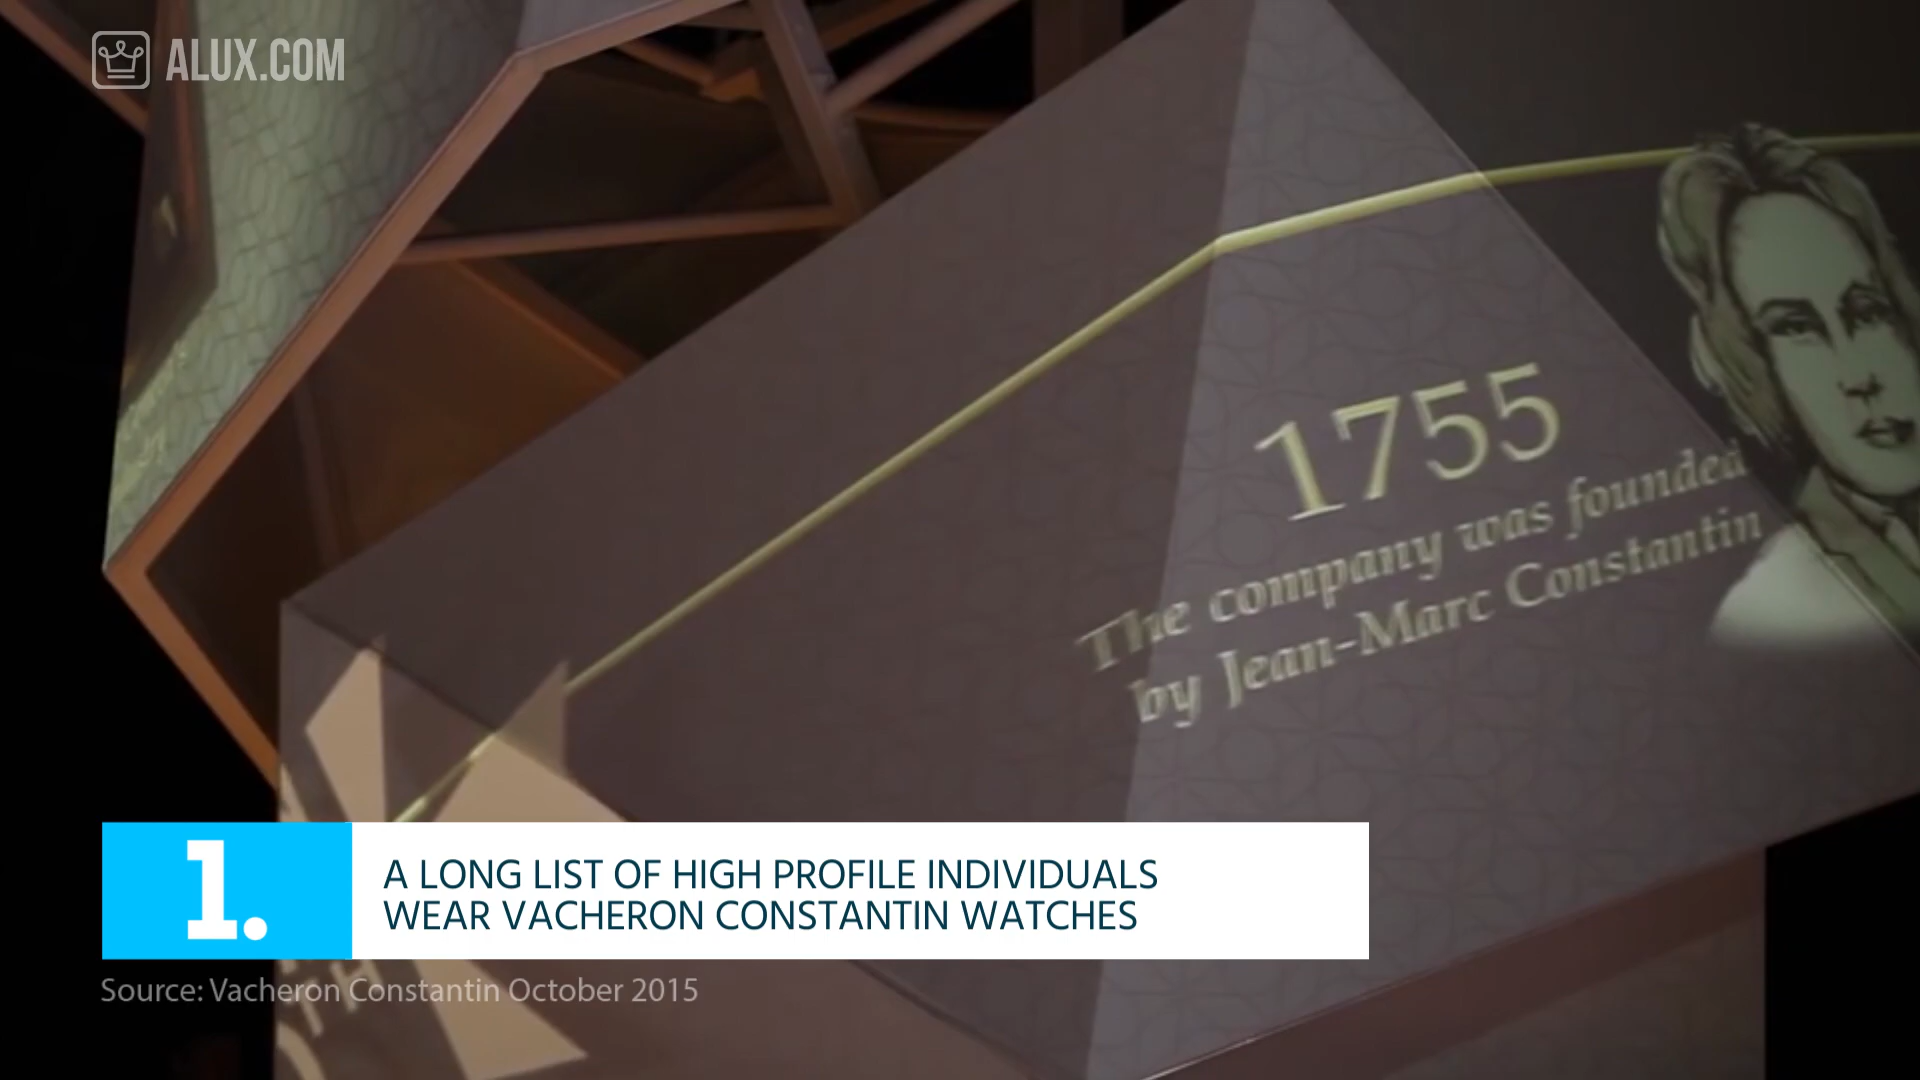 ALUX.COM
1755
The company was founded
by Jean-Marc Constantin
1.
A LONG LIST OF HIGH PROFILE INDIVIDUALS
WEAR VACHERON CONSTANTIN WATCHES
Source: Vacheron Constantin October 2015